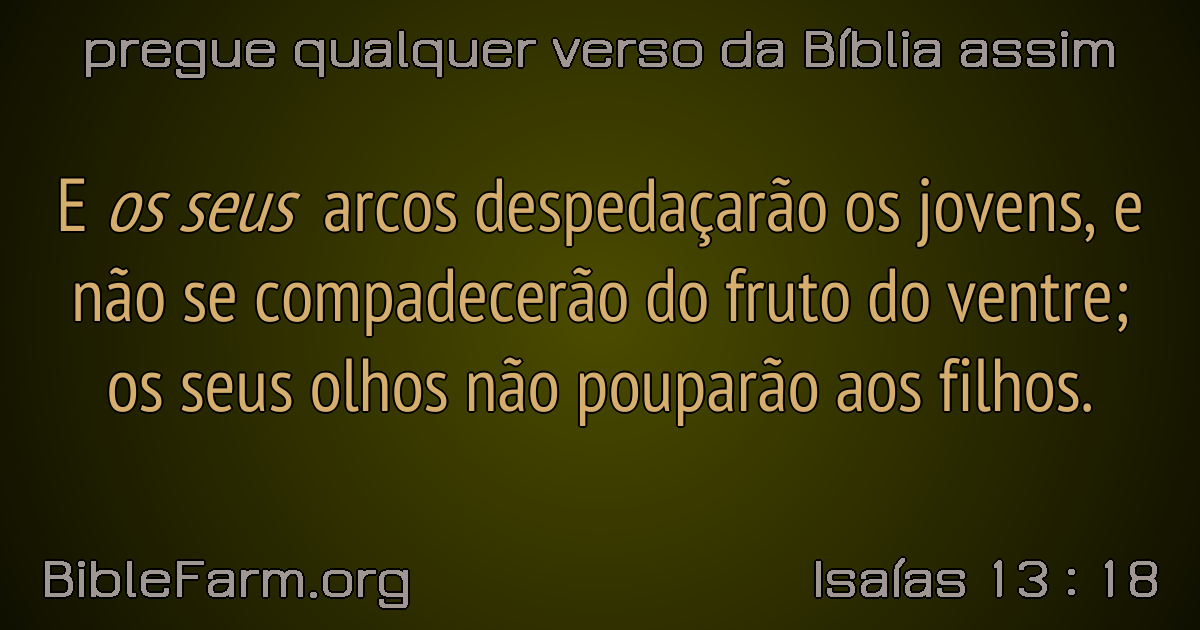 pregue qualquer verso da Bíblia assim
E os seus arcos despedaçarão os jovens, e
não se compadecerão do fruto do ventre;
os seus olhos não pouparão aos filhos.
BibleFarm.org
Isaías 13 : 18